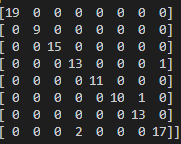 [19 0 0 0 0 0 0 0]
[ 0 9 0 0 0 0 0 0]
[ 0 0 15 0 0 0 0 0]
[ 0 0 0 13 0 0 0 1]
[ 0 0 0 0 11 0 0 0]
[ 0 0 0 0 0 10 1 0]
[ 0 0 0 0 0 0 13 0]
[ 0 0 0 2 0 0 0 17]]